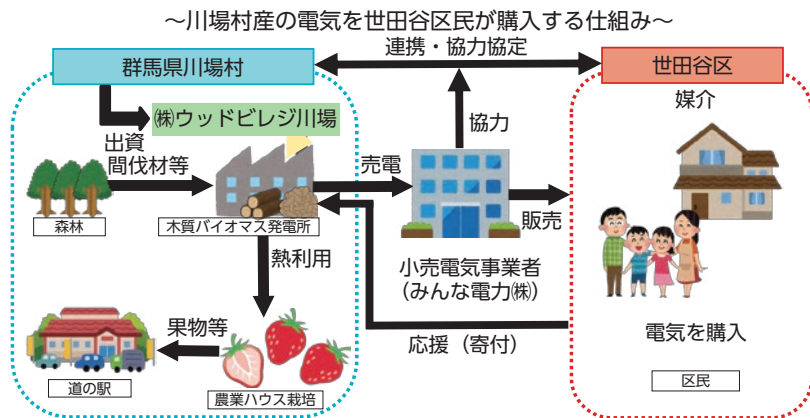 ～川場村産の電気を世田谷区民が購入する仕組み～
連携・協力協定
群馬県川場村
世田谷区
㈱ウッドビレジ川場
媒介
出資
間伐材等
売電
協力
販売
森林
木質バイオマス発電所
熱利用
小売電気事業者
（みんな電力㈱）
果物等
応援（寄付）
電気を購入
道の駅
農業ハウス栽培
区民